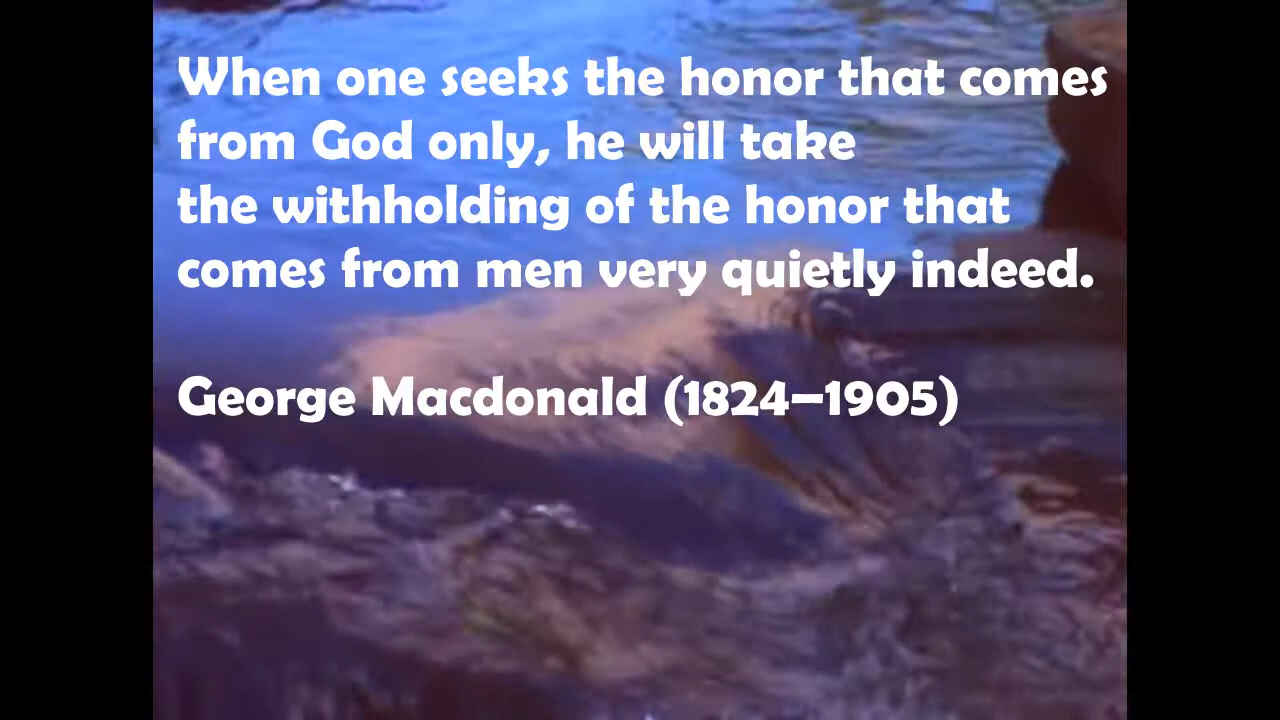 When one seeks the honor that comes
from God only, he will take
the withholding of the honor that
comes from men very quietly indeed.
George Macdonald (1824–1905)